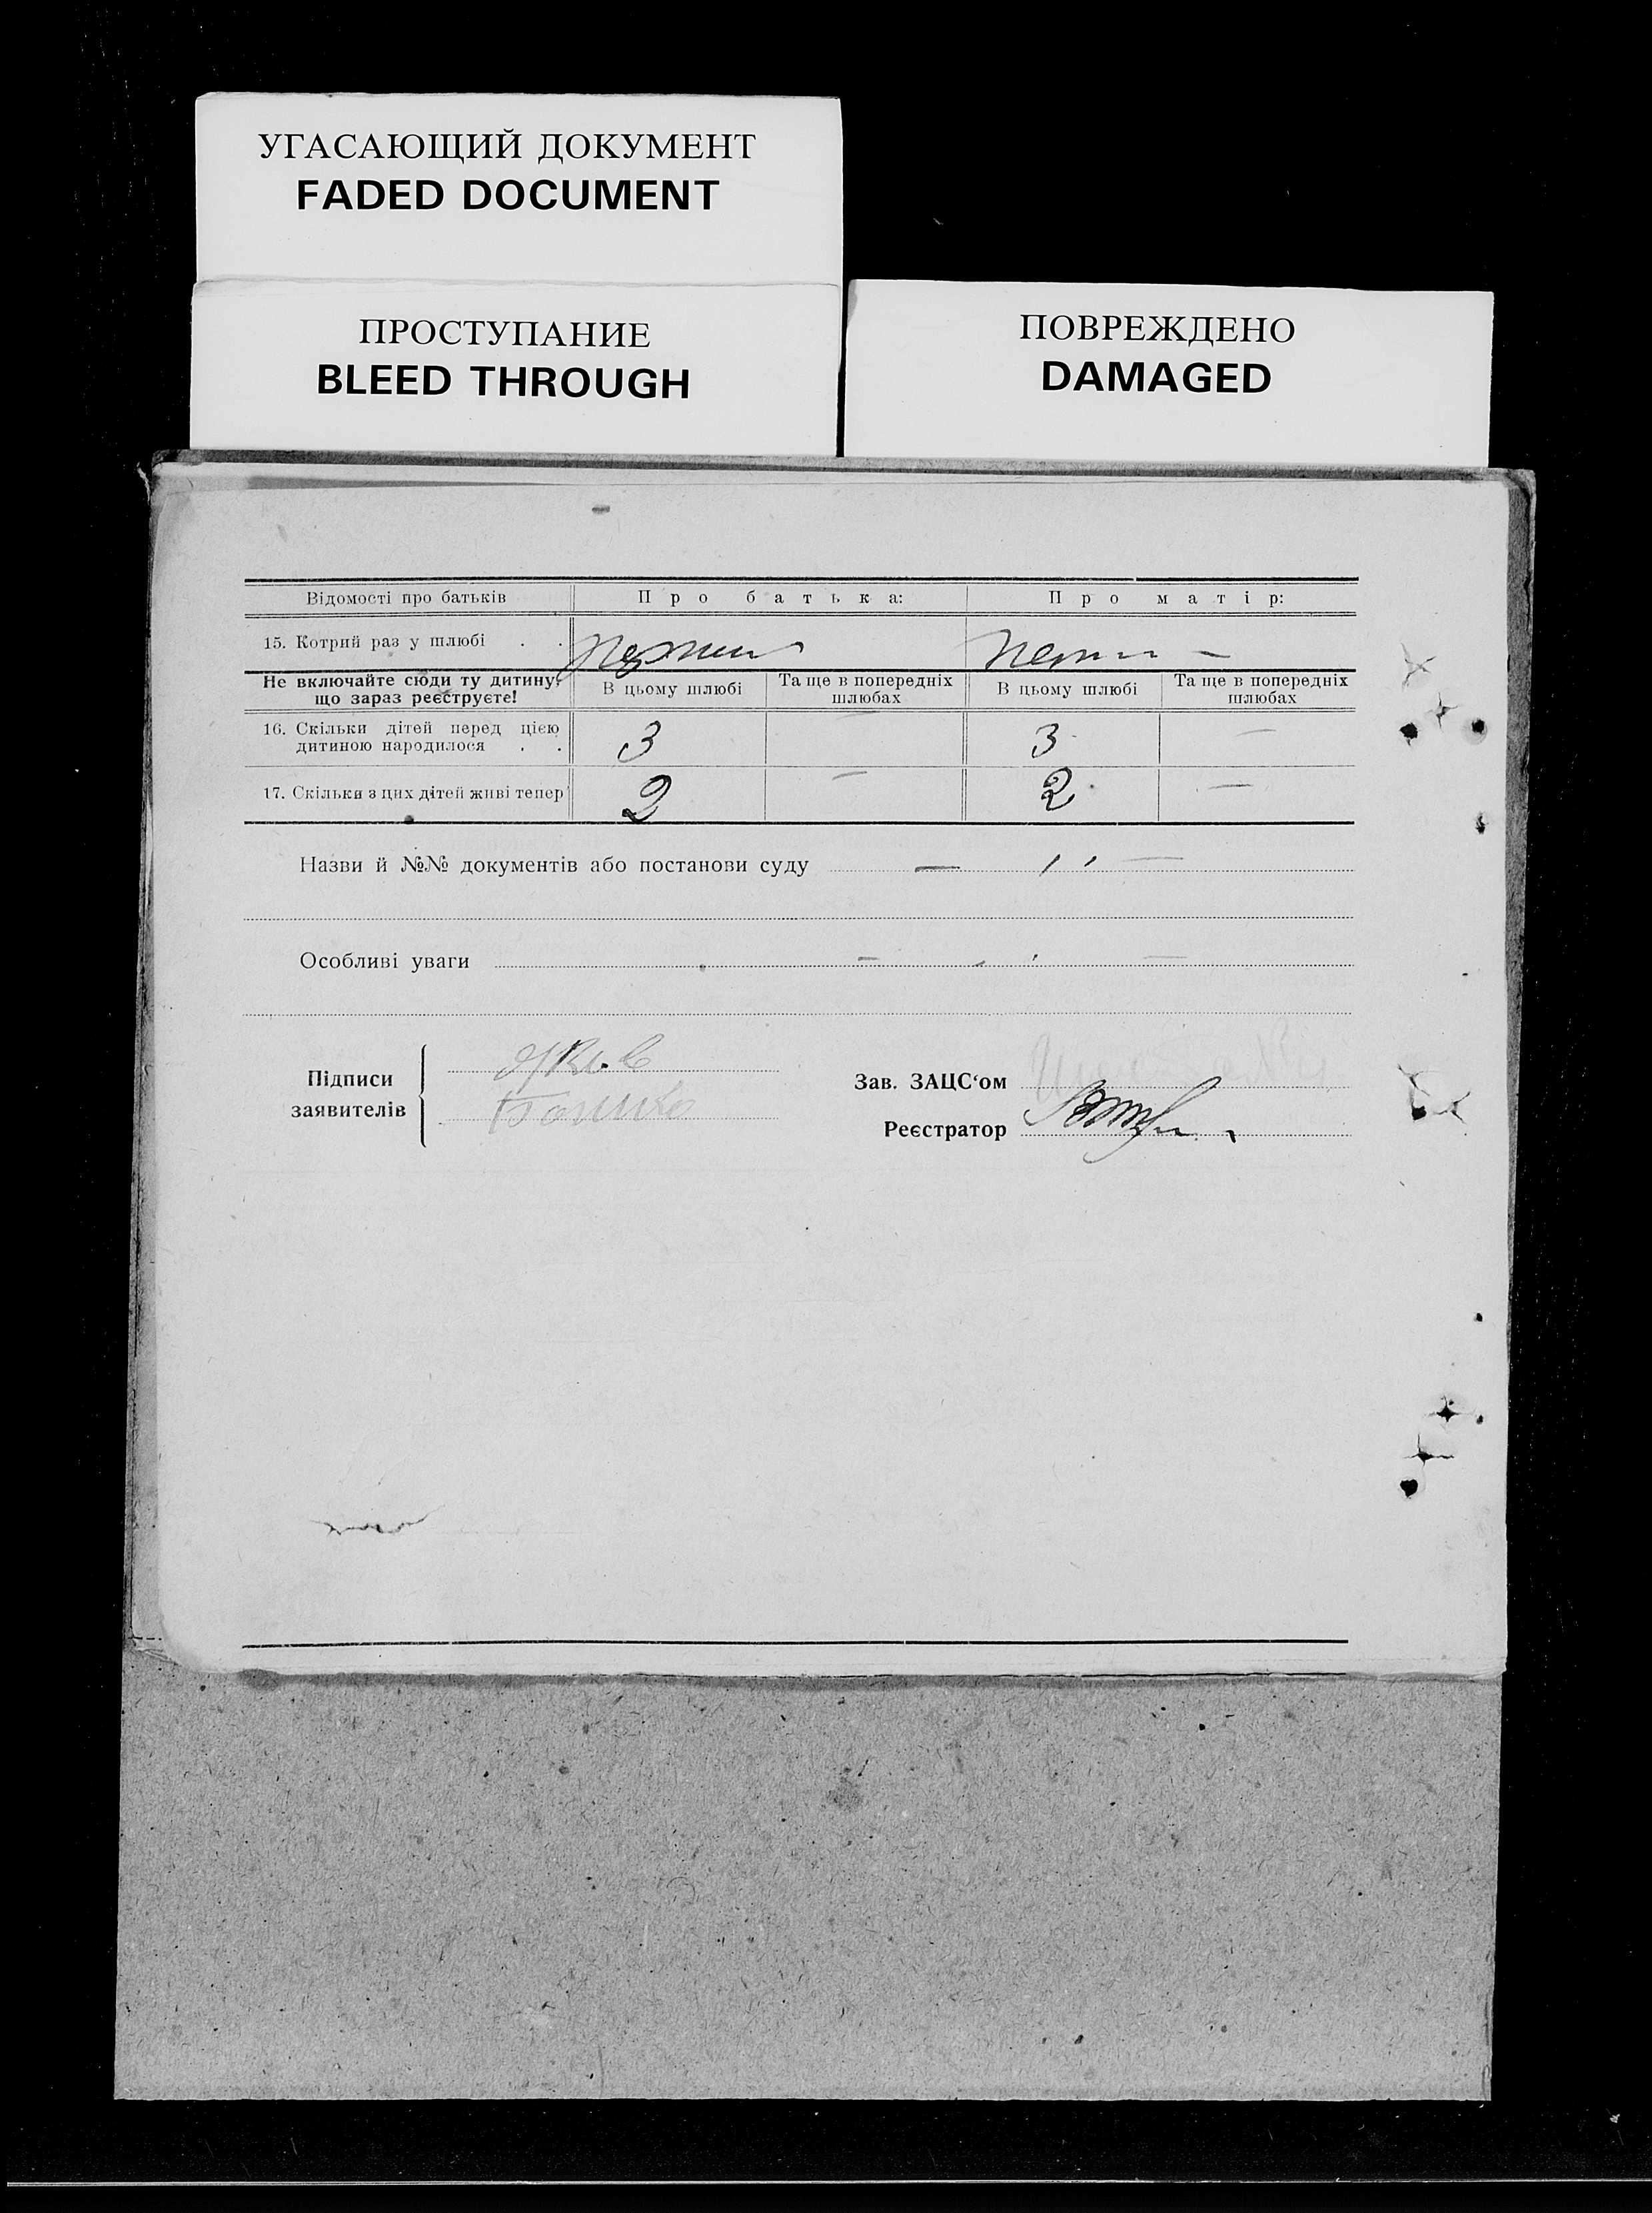 УГАСАЮЩИЙ ДОКУМЕНТ
FADED DOCUMENT
ПРОСТУПАНИЕ
BLEED THROUGH
ПОВРЕЖДЕНО
DAMAGED
Відомості про батьків Про батька: Про матір:
15. Котрий раз у шлюбі . .
Не включайте сюди ту дитину, що зараз реєструєте! В цьому шлюбі Та ще в попередніх шлюбах В цьому шлюбі Та ще в попередніх шлюбах
16. Скільки дітей перед цією дитиною народилося . . 3 — 3 —
17. Скільки з цих дітей живі тепер 2 — 2 —
Назви й №№ документів або постанови суду — ,, —
Особливі уваги — ,, —
Підписи заявителів
Зав. ЗАЦС‘ом
Реєстратор